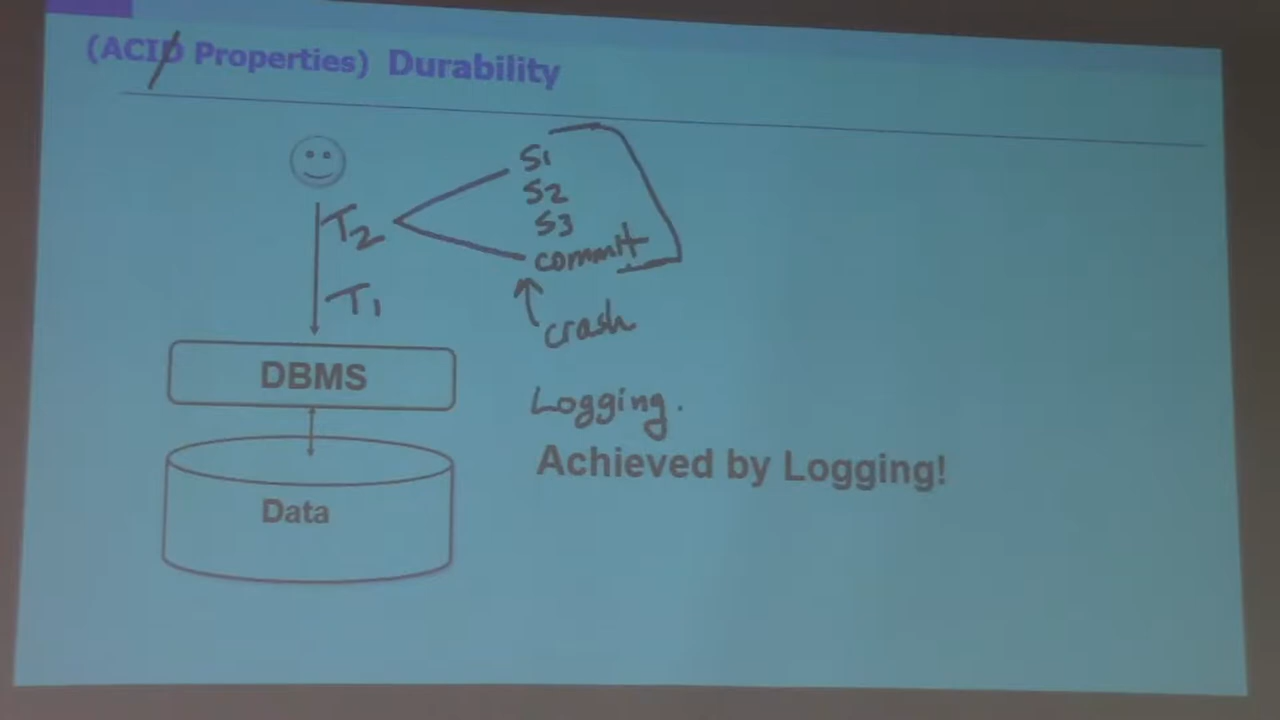 (ACID Properties) Durability
S1
S2
S3
commit
T2
T1
crash
DBMS
Logging.
Achieved by Logging!
Data